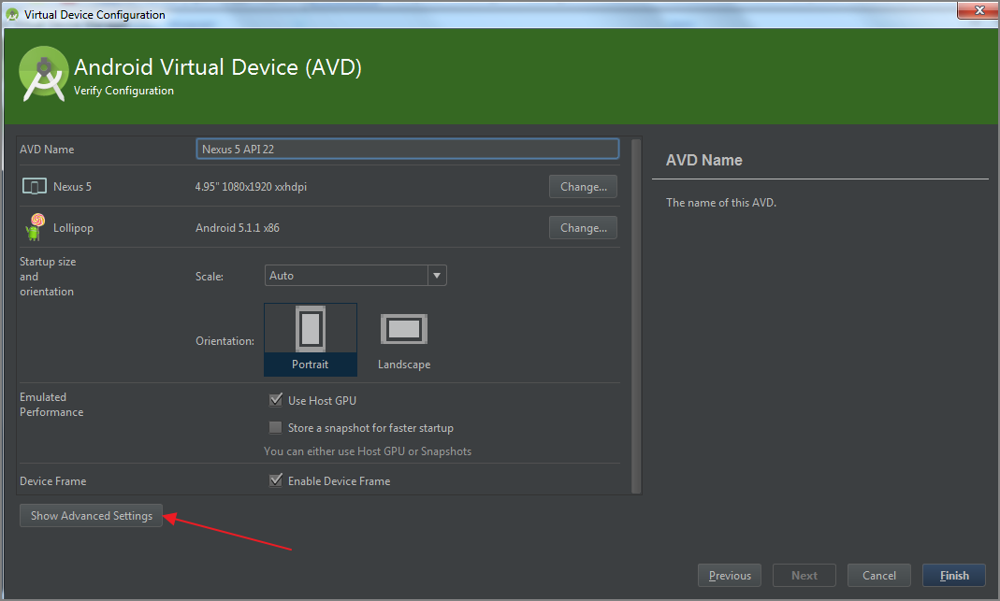 Virtual Device Configuration
Android Virtual Device (AVD)
Verify Configuration
AVD Name
Nexus 5 API 22
Nexus 5
4.95" 1080x1920 xxhdpi
Change...
Lollipop
Android 5.1.1 x86
Change...
Startup size
and
orientation
Scale:
Auto
Orientation:
Portrait
Landscape
Emulated
Performance
Use Host GPU
Store a snapshot for faster startup
You can either use Host GPU or Snapshots
Device Frame
Enable Device Frame
Show Advanced Settings
AVD Name
The name of this AVD.
Previous
Next
Cancel
Finish